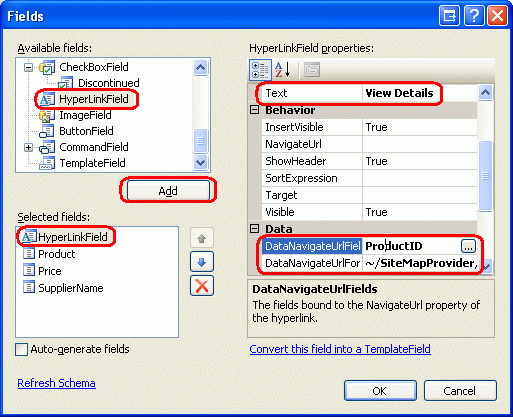 Fields
Available fields:
CheckBoxField
Discontinued
HyperLinkField
ImageField
ButtonField
CommandField
TemplateField
Add
Selected fields:
HyperLinkField
Product
Price
SupplierName
Auto-generate fields
Refresh Schema
HyperLinkField properties:
Text View Details
Behavior
InsertVisible True
NavigateUrl
ShowHeader True
SortExpression
Target
Visible True
Data
DataNavigateUrlFiel ProductID ...
DataNavigateUrlFor ~/SiteMapProvider,
DataNavigateUrlFields
The fields bound to the NavigateUrl property of
the hyperlink.
Convert this field into a TemplateField
OK Cancel